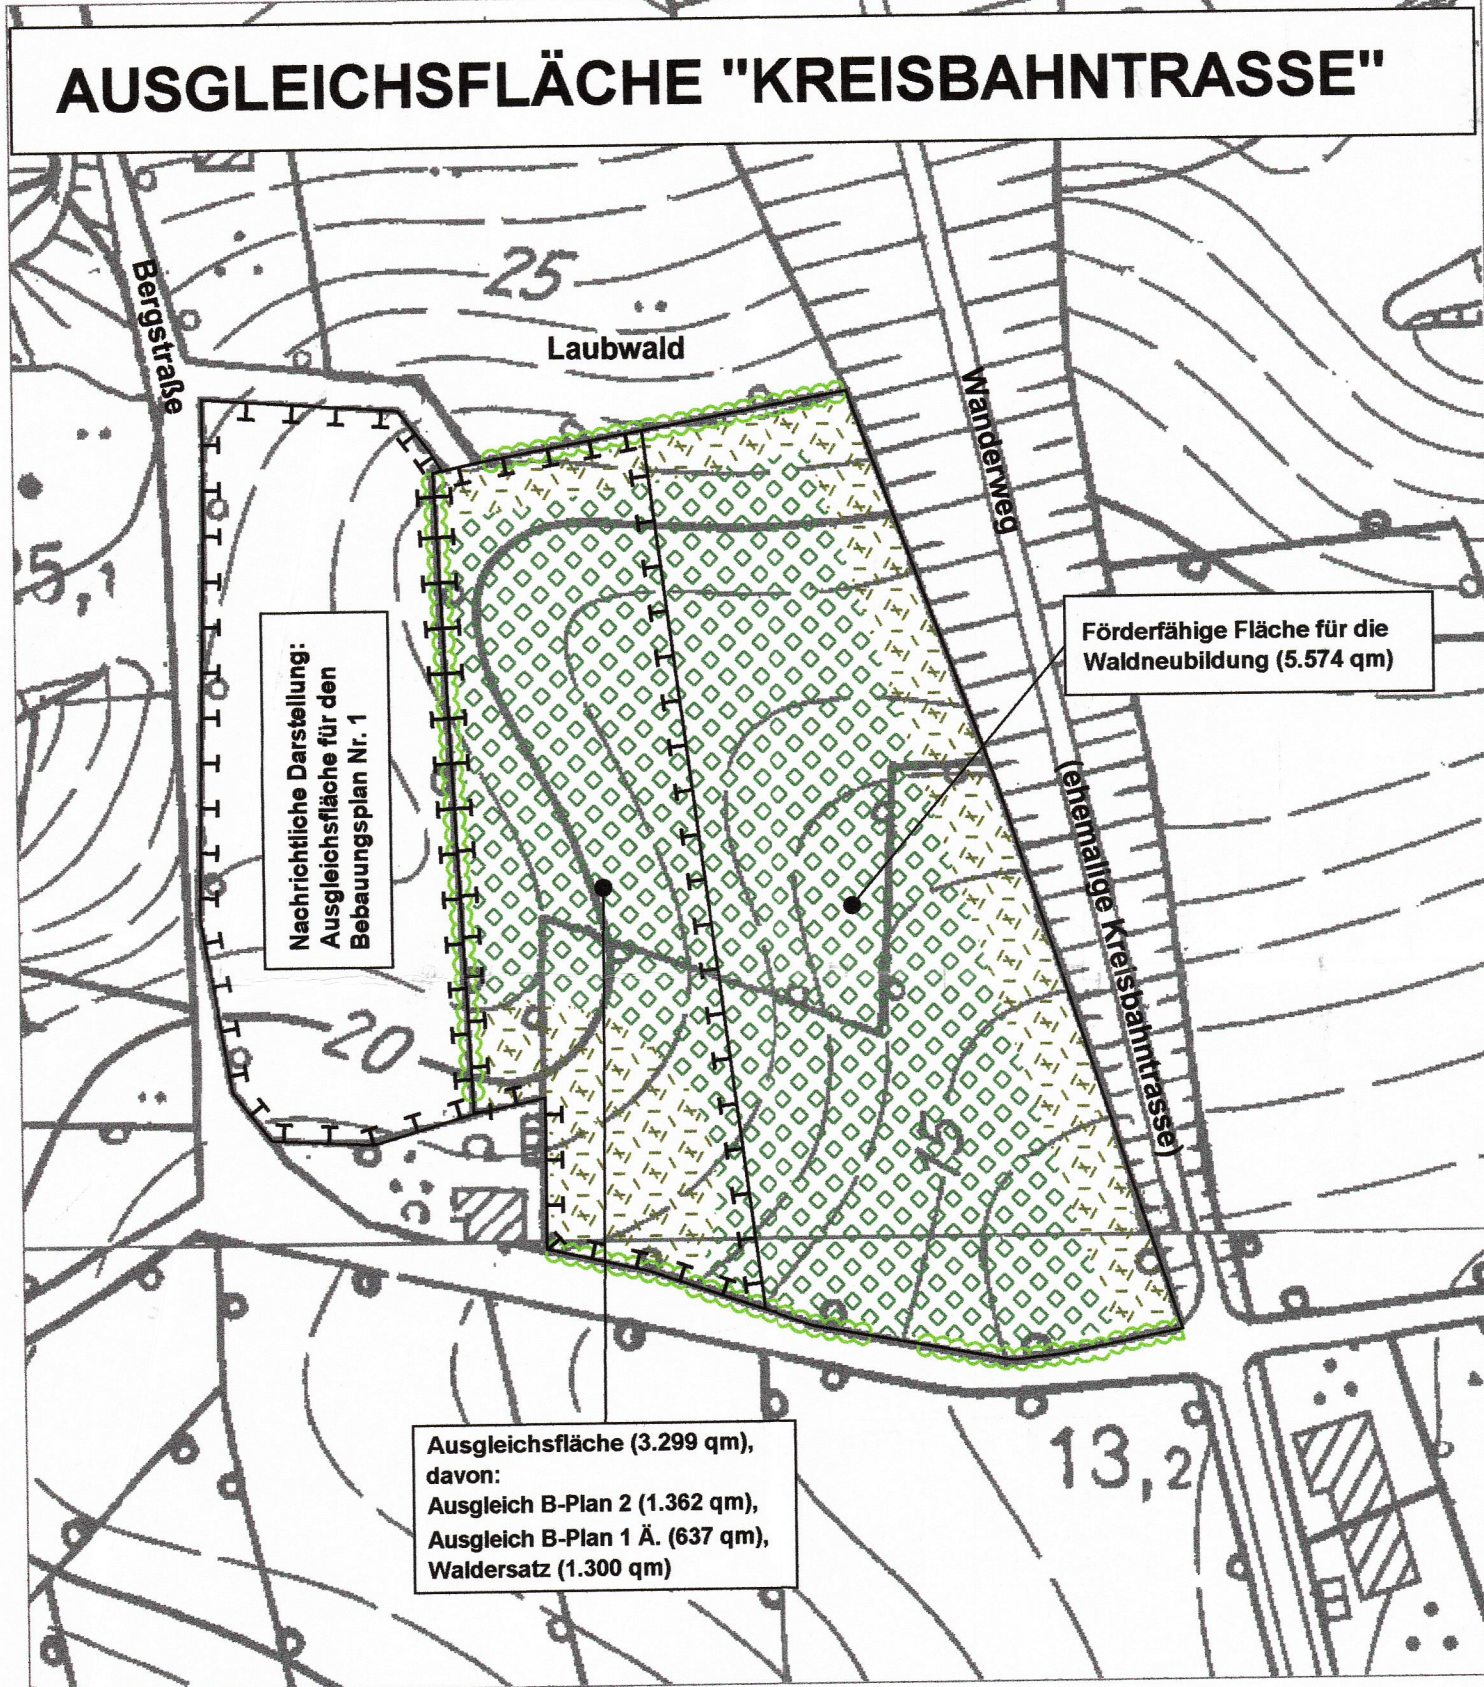 AUSGLEICHSFLÄCHE "KREISBAHNTRASSE"
Bergstraße
25
Laubwald
Wanderweg
5,1
Förderfähige Fläche für die
Waldneubildung (5.574 qm)
Nachrichtliche Darstellung:
Ausgleichsfläche für den
Bebauungsplan Nr. 1
(ehemalige Kreisbahntrasse)
20
15
Ausgleichsfläche (3.299 qm),
davon:
Ausgleich B-Plan 2 (1.362 qm),
Ausgleich B-Plan 1 Ä. (637 qm),
Waldersatz (1.300 qm)
13,2